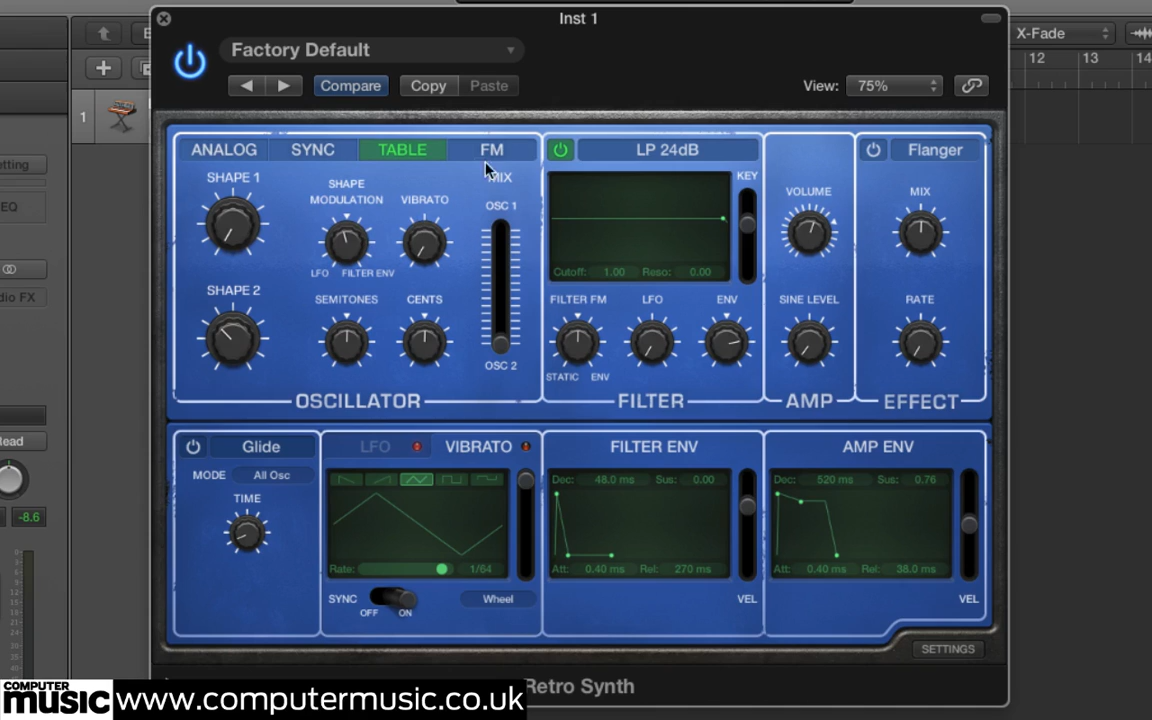 Inst 1
Factory Default
X-Fade
Compare
Copy
Paste
View:
75%
12
13
14
1
ANALOG
SYNC
TABLE
FM
LP 24dB
Flanger
SHAPE 1
SHAPE MODULATION
VIBRATO
MIX
OSC 1
KEY
VOLUME
MIX
LFO
FILTER ENV
Cutoff: 1.00
Reso: 0.00
SHAPE 2
SEMITONES
CENTS
FILTER FM
LFO
ENV
SINE LEVEL
RATE
OSC 2
STATIC
ENV
OSCILLATOR
FILTER
AMP
EFFECT
Glide
LFO
VIBRATO
FILTER ENV
AMP ENV
MODE
All Osc
Dec: 48.0 ms
Sus: 0.00
Dec: 520 ms
Sus: 0.76
TIME
Rate:
1/64
Att: 0.40 ms
Rel: 270 ms
Att: 0.40 ms
Rel: 38.0 ms
SYNC
OFF
ON
Wheel
VEL
VEL
SETTINGS
Retro Synth
etting
EQ
dio FX
-8.6
COMPUTER
music
www.computermusic.co.uk